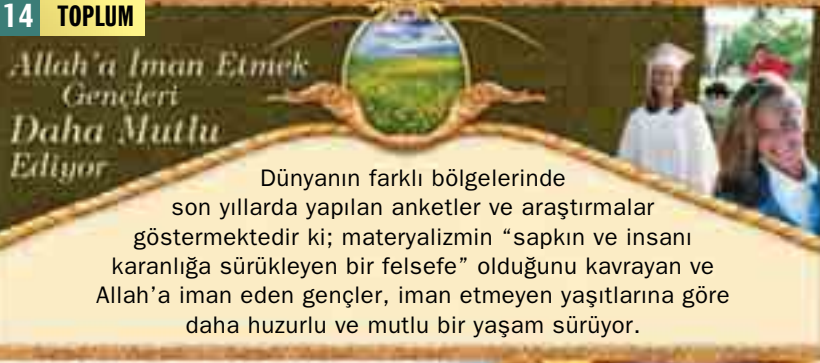 14 TOPLUM
Allah'a İman Etmek
Gençleri
Daha Mutlu
Ediyor
Dünyanın farklı bölgelerinde
son yıllarda yapılan anketler ve araştırmalar
göstermektedir ki; materyalizmin “sapkın ve insanı
karanlığa sürükleyen bir felsefe” olduğunu kavrayan ve
Allah’a iman eden gençler, iman etmeyen yaşıtlarına göre
daha huzurlu ve mutlu bir yaşam sürüyor.